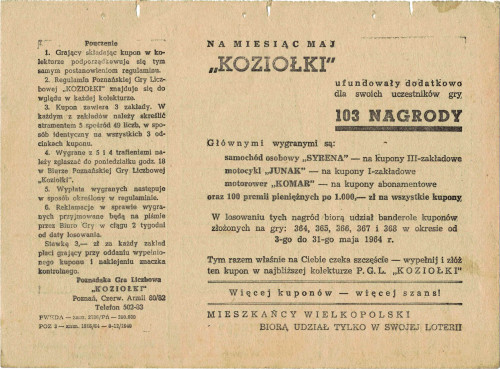 Pouczenie
1. Grający składając kupon w ko-
lekturze podporządkowuje się tym
samym postanowieniom regulaminu.
2. Regulamin Poznańskiej Gry Licz-
bowej „KOZIOŁKI" znajduje się do
wglądu w każdej kolekturze.
3. Kupon zawiera 3 zakłady. W
każdym z zakładów należy skreślić
atramentem 5 spośród 49 liczb, w spo-
sób identyczny na wszystkich 3 od-
cinkach kuponu.
4. Wygrane z 5 i 4 trafieniami na-
leży zgłaszać do poniedziałku godz. 18
w Biurze Poznańskiej Gry Liczbowej
„Koziołki".
5. Wypłata wygranych następuje
w sposób określony w regulaminie.
6. Reklamacje w sprawie wygra-
nych przyjmowane będą na piśmie
przez Biuro Gry w ciągu 2 tygodni
od daty losowania.
Stawkę 3,— zł za każdy zakład
płaci grający przy oddaniu wypełnio-
nego kuponu i naklejaniu znaczka
kontrolnego.
Poznańska Gra Liczbowa
„KOZIOŁKI"
Poznań, Czerw. Armii 80/82
Telefon 503-83
NA MIESIĄC MAJ
„KOZIOŁKI"
ufundowały dodatkowo
dla swoich uczestników gry
103 NAGRODY
Głównymi wygranymi są:
samochód osobowy „SYRENA" — na kupony III-zakładowe
motocykl „JUNAK" — na kupony I-zakładowe
motorower „KOMAR" — na kupony abonamentowe
oraz 100 premii pieniężnych po 1.000,— zł na wszystkie kupony
W losowaniu tych nagród biorą udział banderole kuponów
złożonych na gry: 364, 365, 366, 367 i 368 w okresie od
3-go do 31-go maja 1964 r.
Tym razem właśnie na Ciebie czeka szczęście — wypełnij i złóż
ten kupon w najbliższej kolekturze P.G.L. „KOZIOŁKI"
Więcej kuponów — więcej szans!
MIESZKAŃCY WIELKOPOLSKI
BIORĄ UDZIAŁ TYLKO W SWOJEJ LOTERII